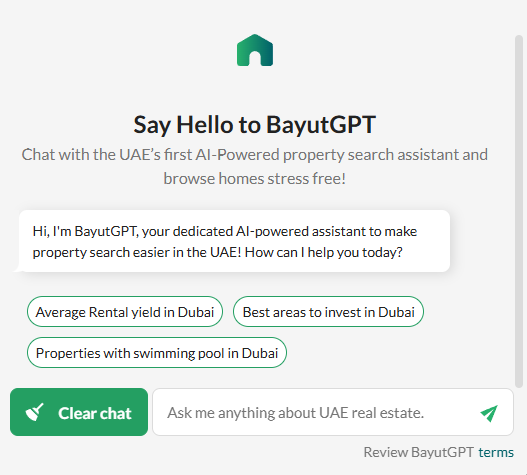 Say Hello to BayutGPT
Chat with the UAE's first AI-Powered property search assistant and
browse homes stress free!
Hi, I'm BayutGPT, your dedicated AI-powered assistant to make
property search easier in the UAE! How can I help you today?
Average Rental yield in Dubai
Best areas to invest in Dubai
Properties with swimming pool in Dubai
Clear chat
Ask me anything about UAE real estate.
Review BayutGPT terms